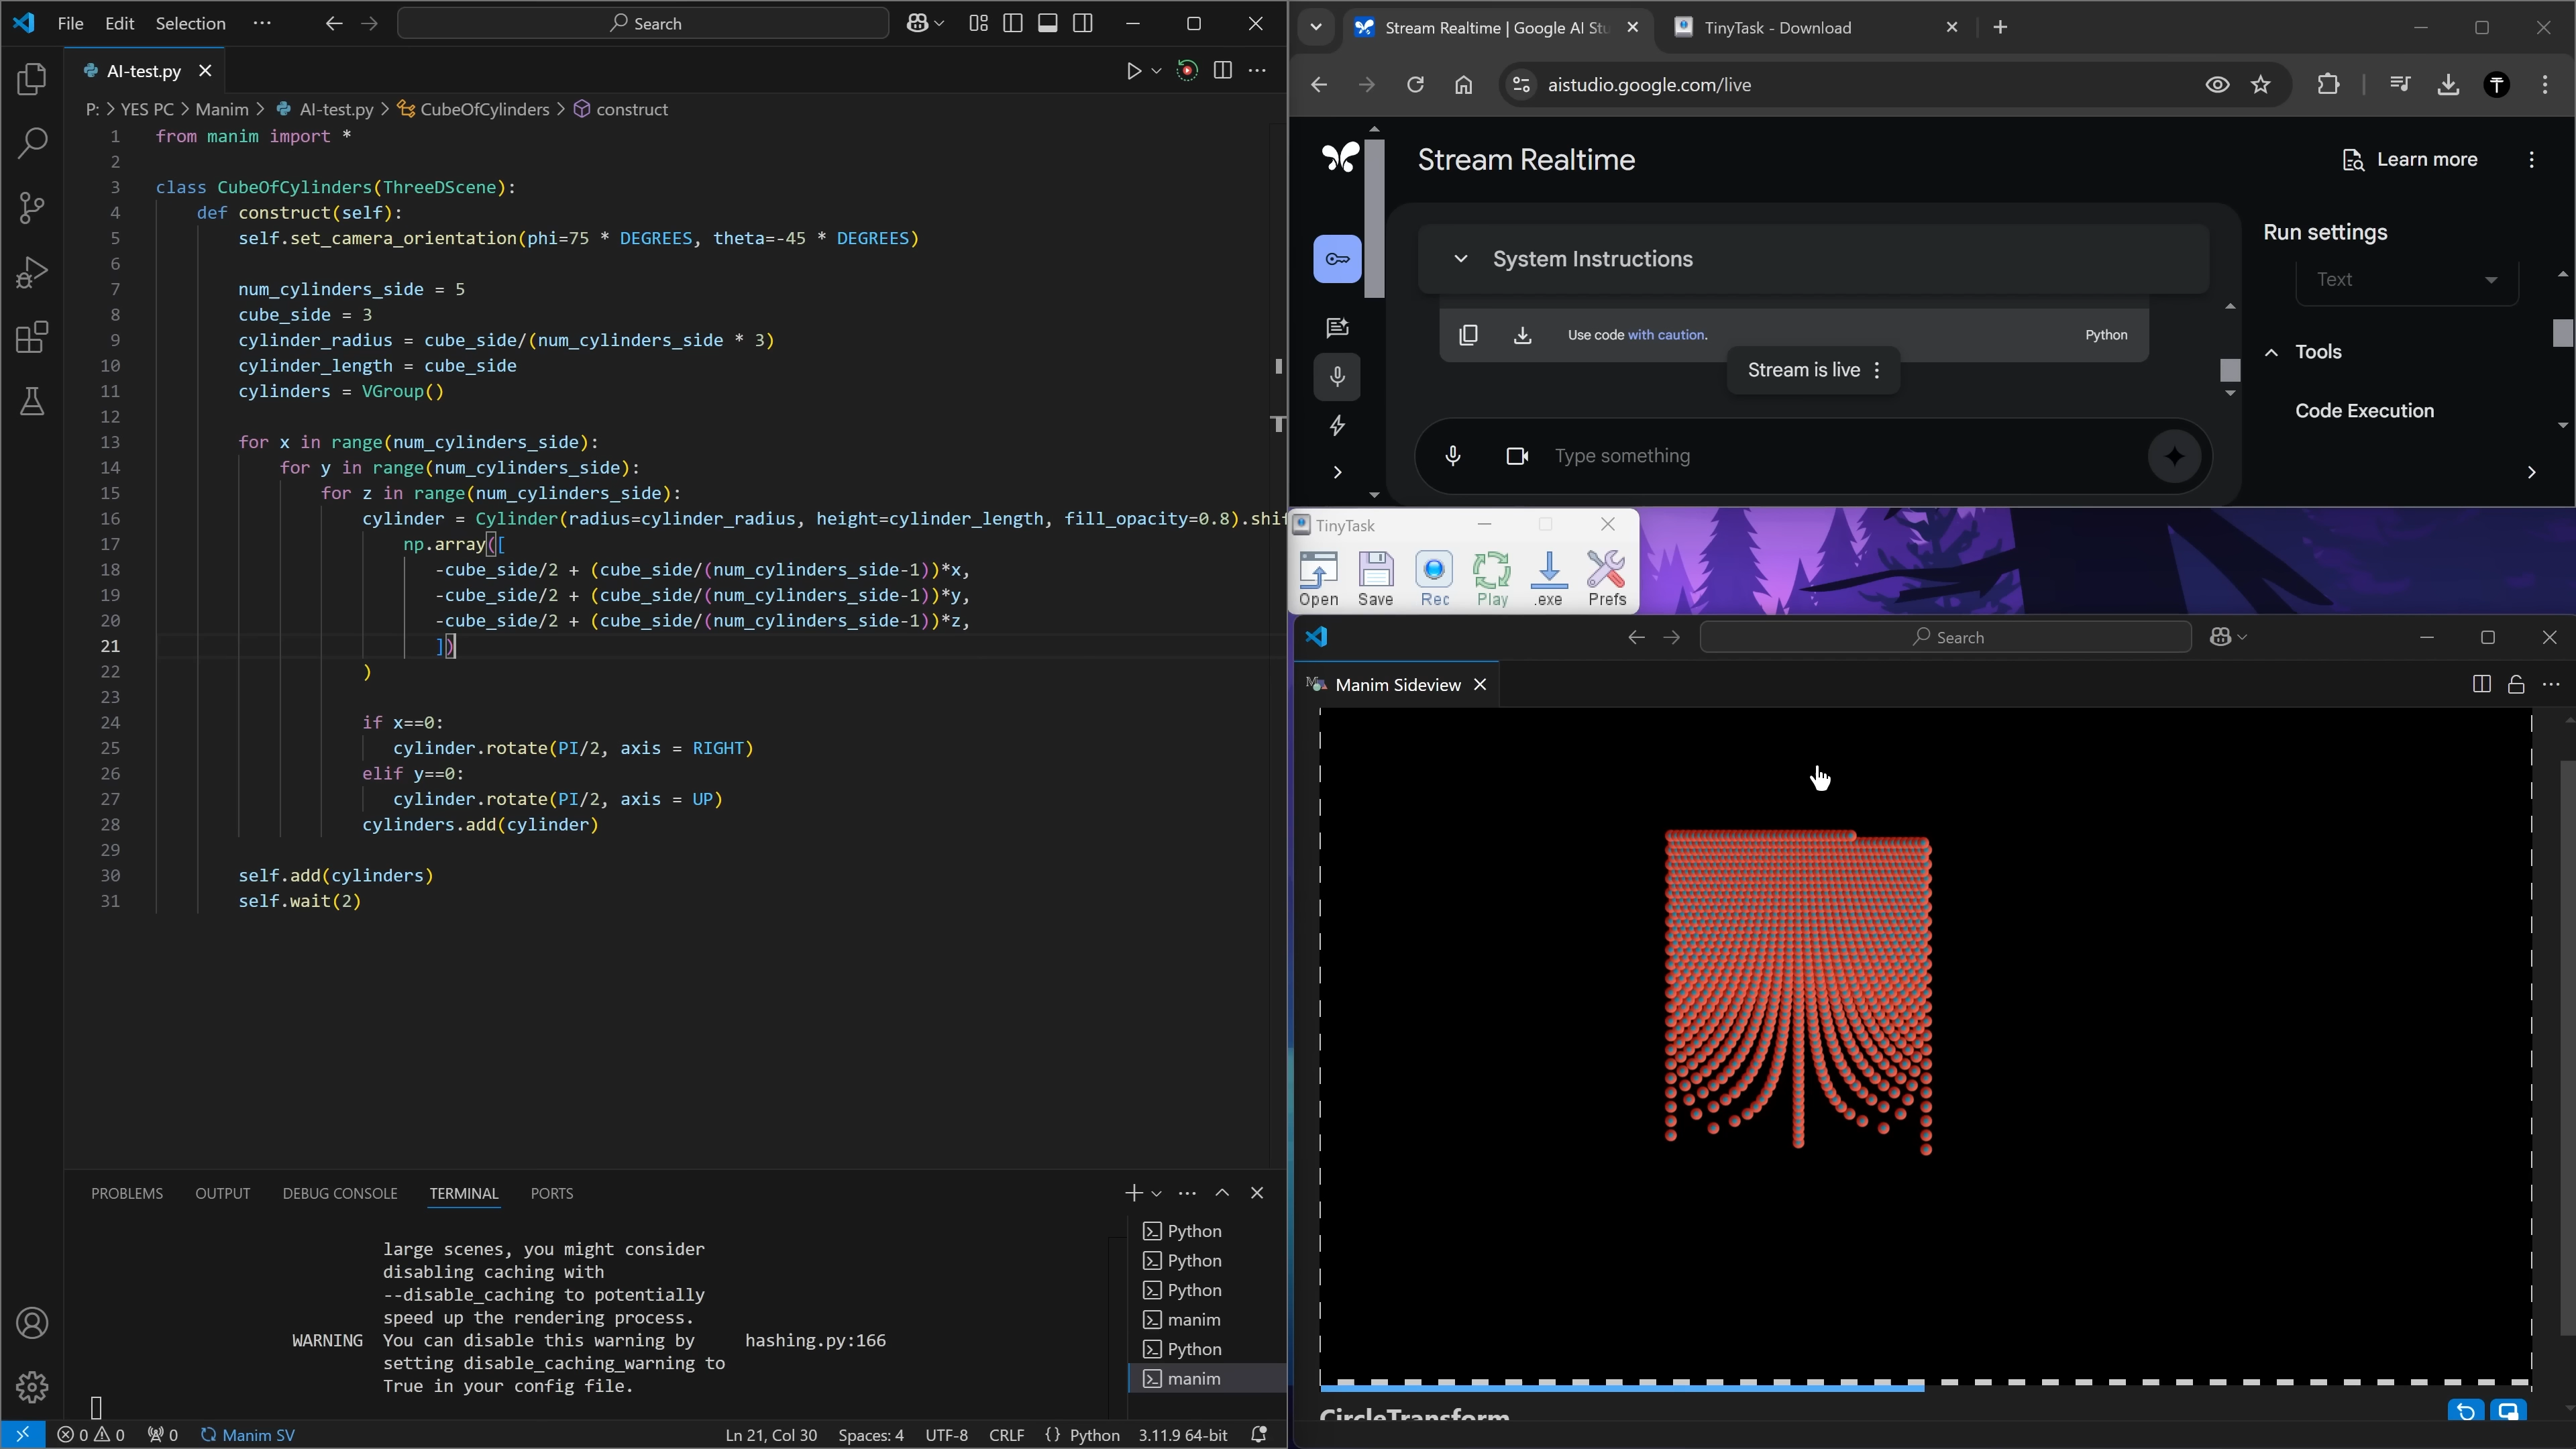 File Edit Selection ··· Search
AI-test.py
P: > YES PC > Manim > AI-test.py > CubeOfCylinders > construct
1 from manim import *
2
3 class CubeOfCylinders(ThreeDScene):
4 def construct(self):
5 self.set_camera_orientation(phi=75 * DEGREES, theta=-45 * DEGREES)
6
7 num_cylinders_side = 5
8 cube_side = 3
9 cylinder_radius = cube_side/(num_cylinders_side * 3)
10 cylinder_length = cube_side
11 cylinders = VGroup()
12
13 for x in range(num_cylinders_side):
14 for y in range(num_cylinders_side):
15 for z in range(num_cylinders_side):
16 cylinder = Cylinder(radius=cylinder_radius, height=cylinder_length, fill_opacity=0.8).shif
17 np.array([
18 -cube_side/2 + (cube_side/(num_cylinders_side-1))*x,
19 -cube_side/2 + (cube_side/(num_cylinders_side-1))*y,
20 -cube_side/2 + (cube_side/(num_cylinders_side-1))*z,
21 ])
22 )
23
24 if x==0:
25 cylinder.rotate(PI/2, axis = RIGHT)
26 elif y==0:
27 cylinder.rotate(PI/2, axis = UP)
28 cylinders.add(cylinder)
29
30 self.add(cylinders)
31 self.wait(2)
PROBLEMS OUTPUT DEBUG CONSOLE TERMINAL PORTS
large scenes, you might consider
disabling caching with
--disable_caching to potentially
speed up the rendering process.
WARNING You can disable this warning by hashing.py:166
setting disable_caching_warning to
True in your config file.
Python
Python
Python
manim
Python
manim
0 0 0 Manim SV Ln 21, Col 30 Spaces: 4 UTF-8 CRLF {} Python 3.11.9 64-bit
Stream Realtime | Google AI Stu TinyTask - Download
aistudio.google.com/live
Stream Realtime Learn more
System Instructions
Use code with caution. Python
Stream is live
Type something
Run settings
Text
Tools
Code Execution
TinyTask
Open Save Rec Play .exe Prefs
Search
Manim Sideview
CircleTransform